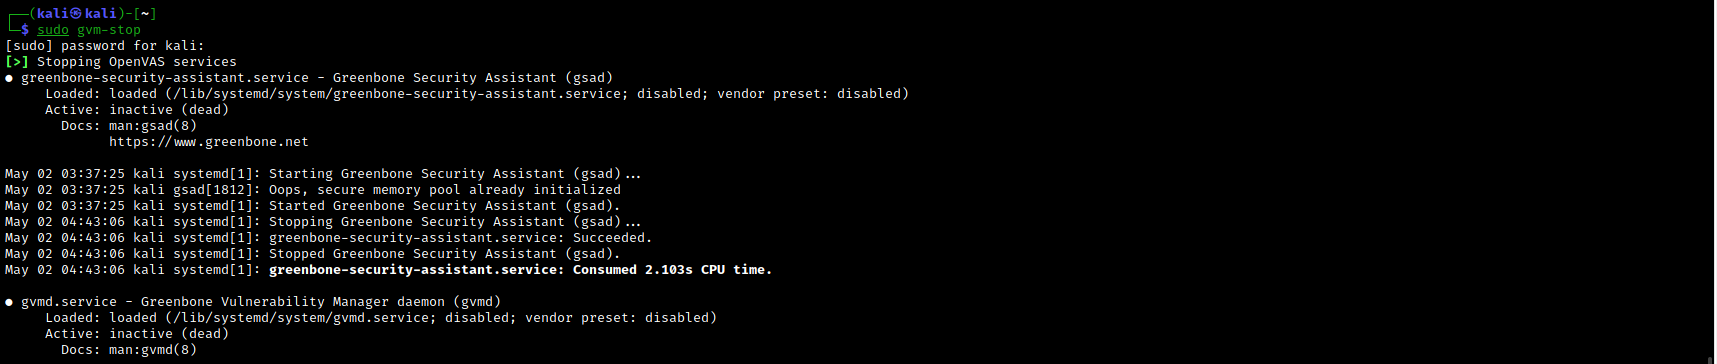 ┌──(kali㉿kali)-[~]
└─$ sudo gvm-stop
[sudo] password for kali:
[>] Stopping OpenVAS services
● greenbone-security-assistant.service - Greenbone Security Assistant (gsad)
     Loaded: loaded (/lib/systemd/system/greenbone-security-assistant.service; disabled; vendor preset: disabled)
     Active: inactive (dead)
       Docs: man:gsad(8)
             https://www.greenbone.net

May 02 03:37:25 kali systemd[1]: Starting Greenbone Security Assistant (gsad)...
May 02 03:37:25 kali gsad[1812]: Oops, secure memory pool already initialized
May 02 03:37:25 kali systemd[1]: Started Greenbone Security Assistant (gsad).
May 02 04:43:06 kali systemd[1]: Stopping Greenbone Security Assistant (gsad)...
May 02 04:43:06 kali systemd[1]: greenbone-security-assistant.service: Succeeded.
May 02 04:43:06 kali systemd[1]: Stopped Greenbone Security Assistant (gsad).
May 02 04:43:06 kali systemd[1]: greenbone-security-assistant.service: Consumed 2.103s CPU time.

● gvmd.service - Greenbone Vulnerability Manager daemon (gvmd)
     Loaded: loaded (/lib/systemd/system/gvmd.service; disabled; vendor preset: disabled)
     Active: inactive (dead)
       Docs: man:gvmd(8)